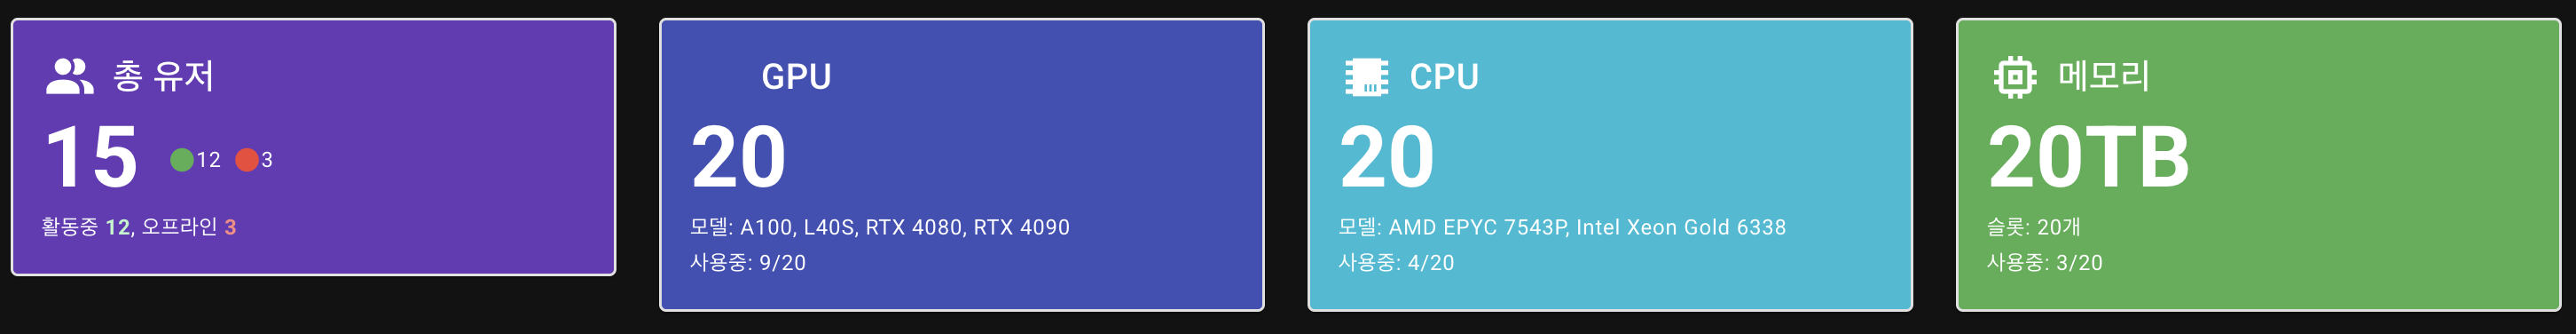 총 유저
15 12 3
활동중 12, 오프라인 3
GPU
20
모델: A100, L40S, RTX 4080, RTX 4090
사용중: 9/20
CPU
20
모델: AMD EPYC 7543P, Intel Xeon Gold 6338
사용중: 4/20
메모리
20TB
슬롯: 20개
사용중: 3/20